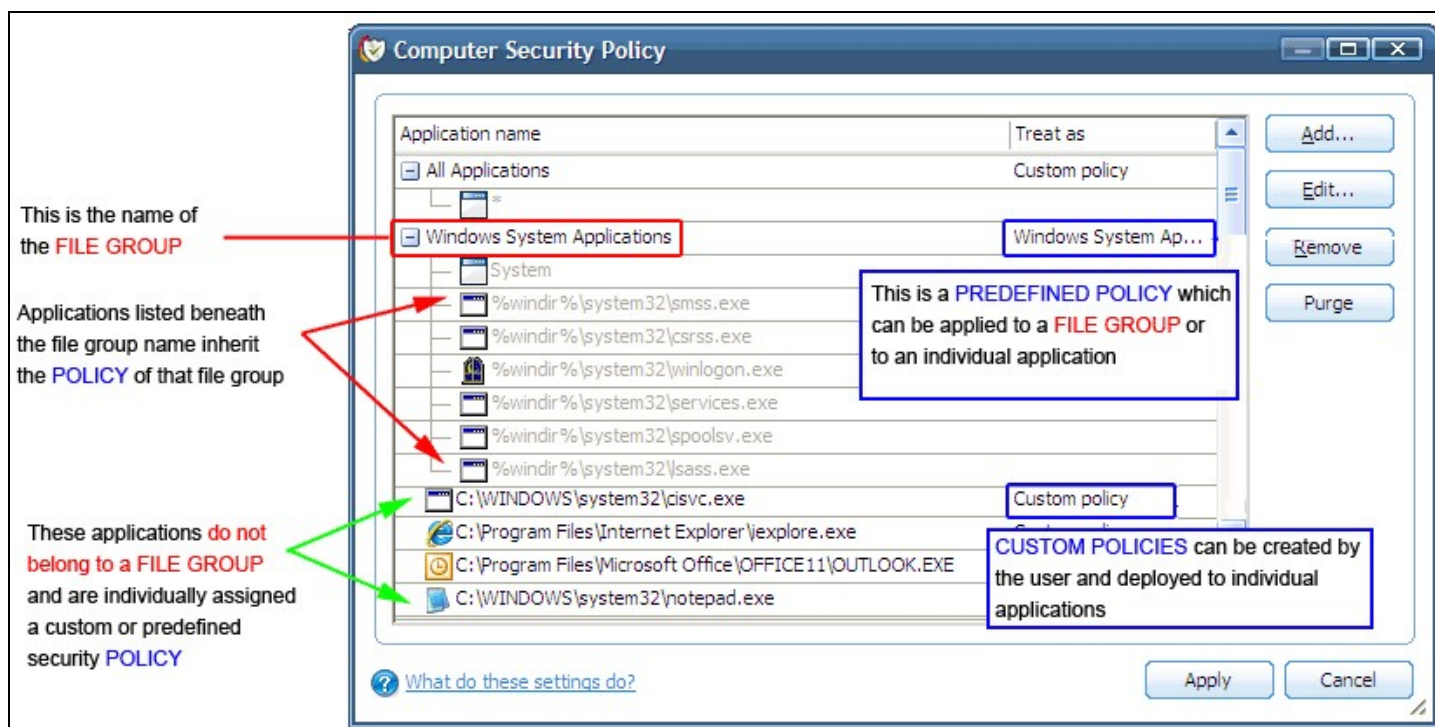 Computer Security Policy
Application name Treat as
Add...
All Applications Custom policy
*
Edit...
This is the name of
the FILE GROUP
Windows System Applications Windows System Ap...
Remove
System
Applications listed beneath
the file group name inherit
the POLICY of that file group
%windir%\system32\smss.exe
%windir%\system32\csrss.exe
%windir%\system32\winlogon.exe
%windir%\system32\services.exe
%windir%\system32\spoolsv.exe
%windir%\system32\lsass.exe
This is a PREDEFINED POLICY which
can be applied to a FILE GROUP or
to an individual application
Purge
C:\WINDOWS\system32\cisvc.exe Custom policy
These applications do not
belong to a FILE GROUP
and are individually assigned
a custom or predefined
security POLICY
C:\Program Files\Internet Explorer\iexplore.exe
C:\Program Files\Microsoft Office\OFFICE11\OUTLOOK.EXE
C:\WINDOWS\system32\notepad.exe
CUSTOM POLICIES can be created by
the user and deployed to individual
applications
What do these settings do?
Apply
Cancel